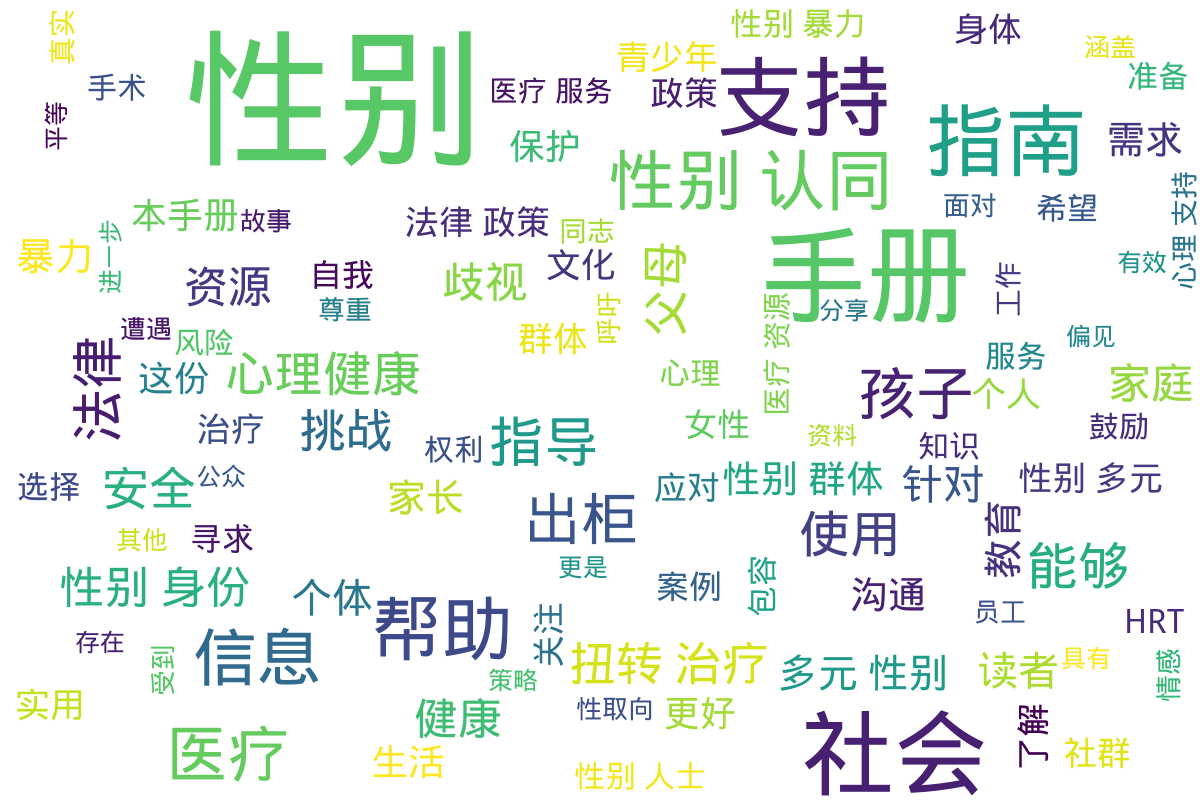 真实
性别
性别 暴力
身体
手术
青少年
支持
涵盖
准备
医疗 服务
政策
平等
保护
指南
需求
性别 认同
心理 支持
本手册
故事
法律 政策
同志
面对
希望
暴力
进一步
手册
文化
父母
有效
资源
自我
歧视
工作
尊重
呼吁
医疗 资源
分享
遭遇
风险
群体
偏见
服务
法律
这份
心理健康
心理
孩子
个人
家庭
治疗
挑战
权利
指导
女性
资料
知识
鼓励
选择
安全
公众
家长
应对
性别 群体
针对
性别 多元
出柜
使用
教育
其他
寻求
更是
能够
性别 身份
个体
案例
包容
沟通
帮助
关注
员工
HRT
存在
受到
信息
扭转 治疗
多元 性别
读者
具有
情感
策略
实用
健康
性取向
更好
社会
了解
医疗
生活
社群
性别 人士